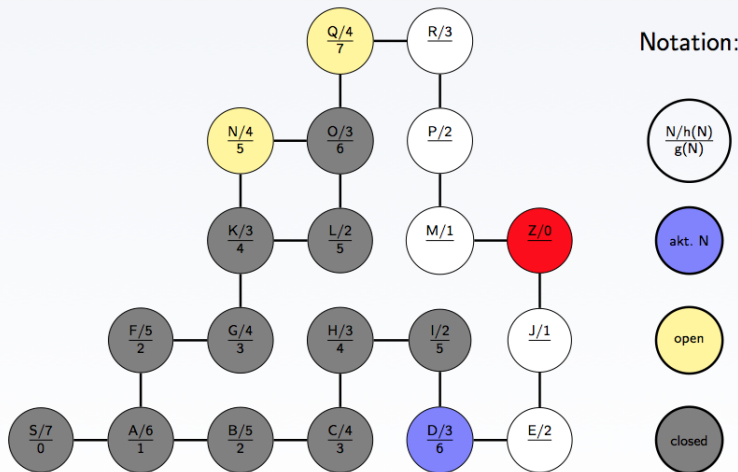 Q/4
7
R/3
Notation:
N/4
5
O/3
6
P/2
N/h(N)
g(N)
K/3
4
L/2
5
M/1
Z/0
akt. N
F/5
2
G/4
3
H/3
4
I/2
5
J/1
open
S/7
0
A/6
1
B/5
2
C/4
3
D/3
6
E/2
closed